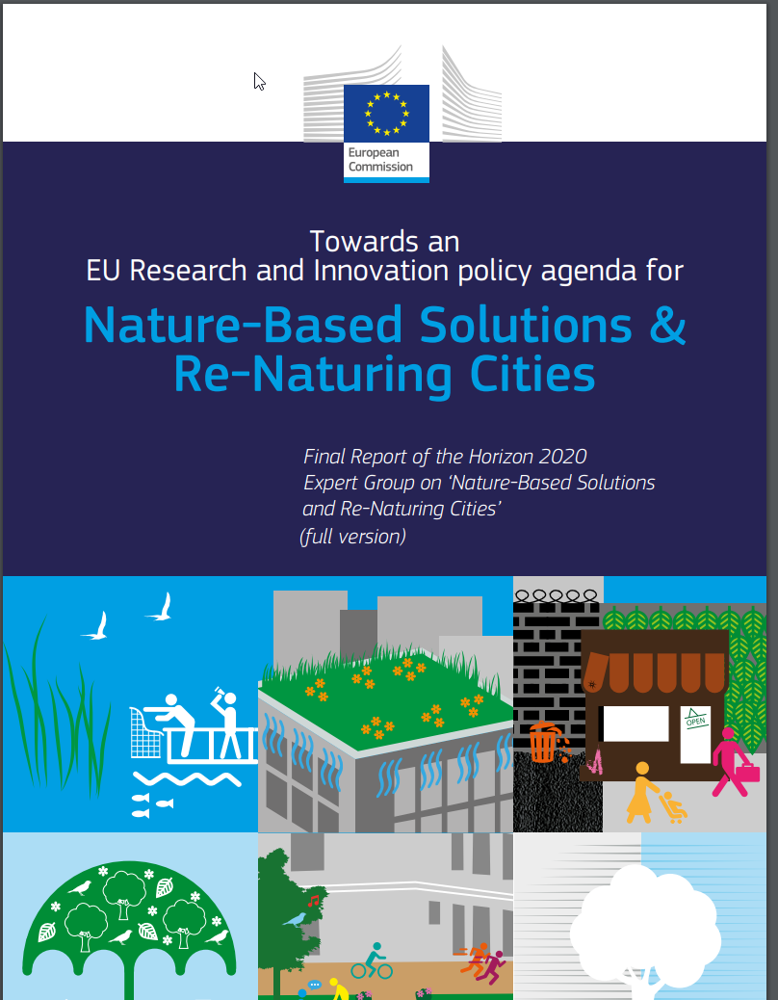 European
Commission
Towards an
EU Research and Innovation policy agenda for
Nature-Based Solutions &
Re-Naturing Cities
Final Report of the Horizon 2020
Expert Group on ‘Nature-Based Solutions
and Re-Naturing Cities’
(full version)
OPEN